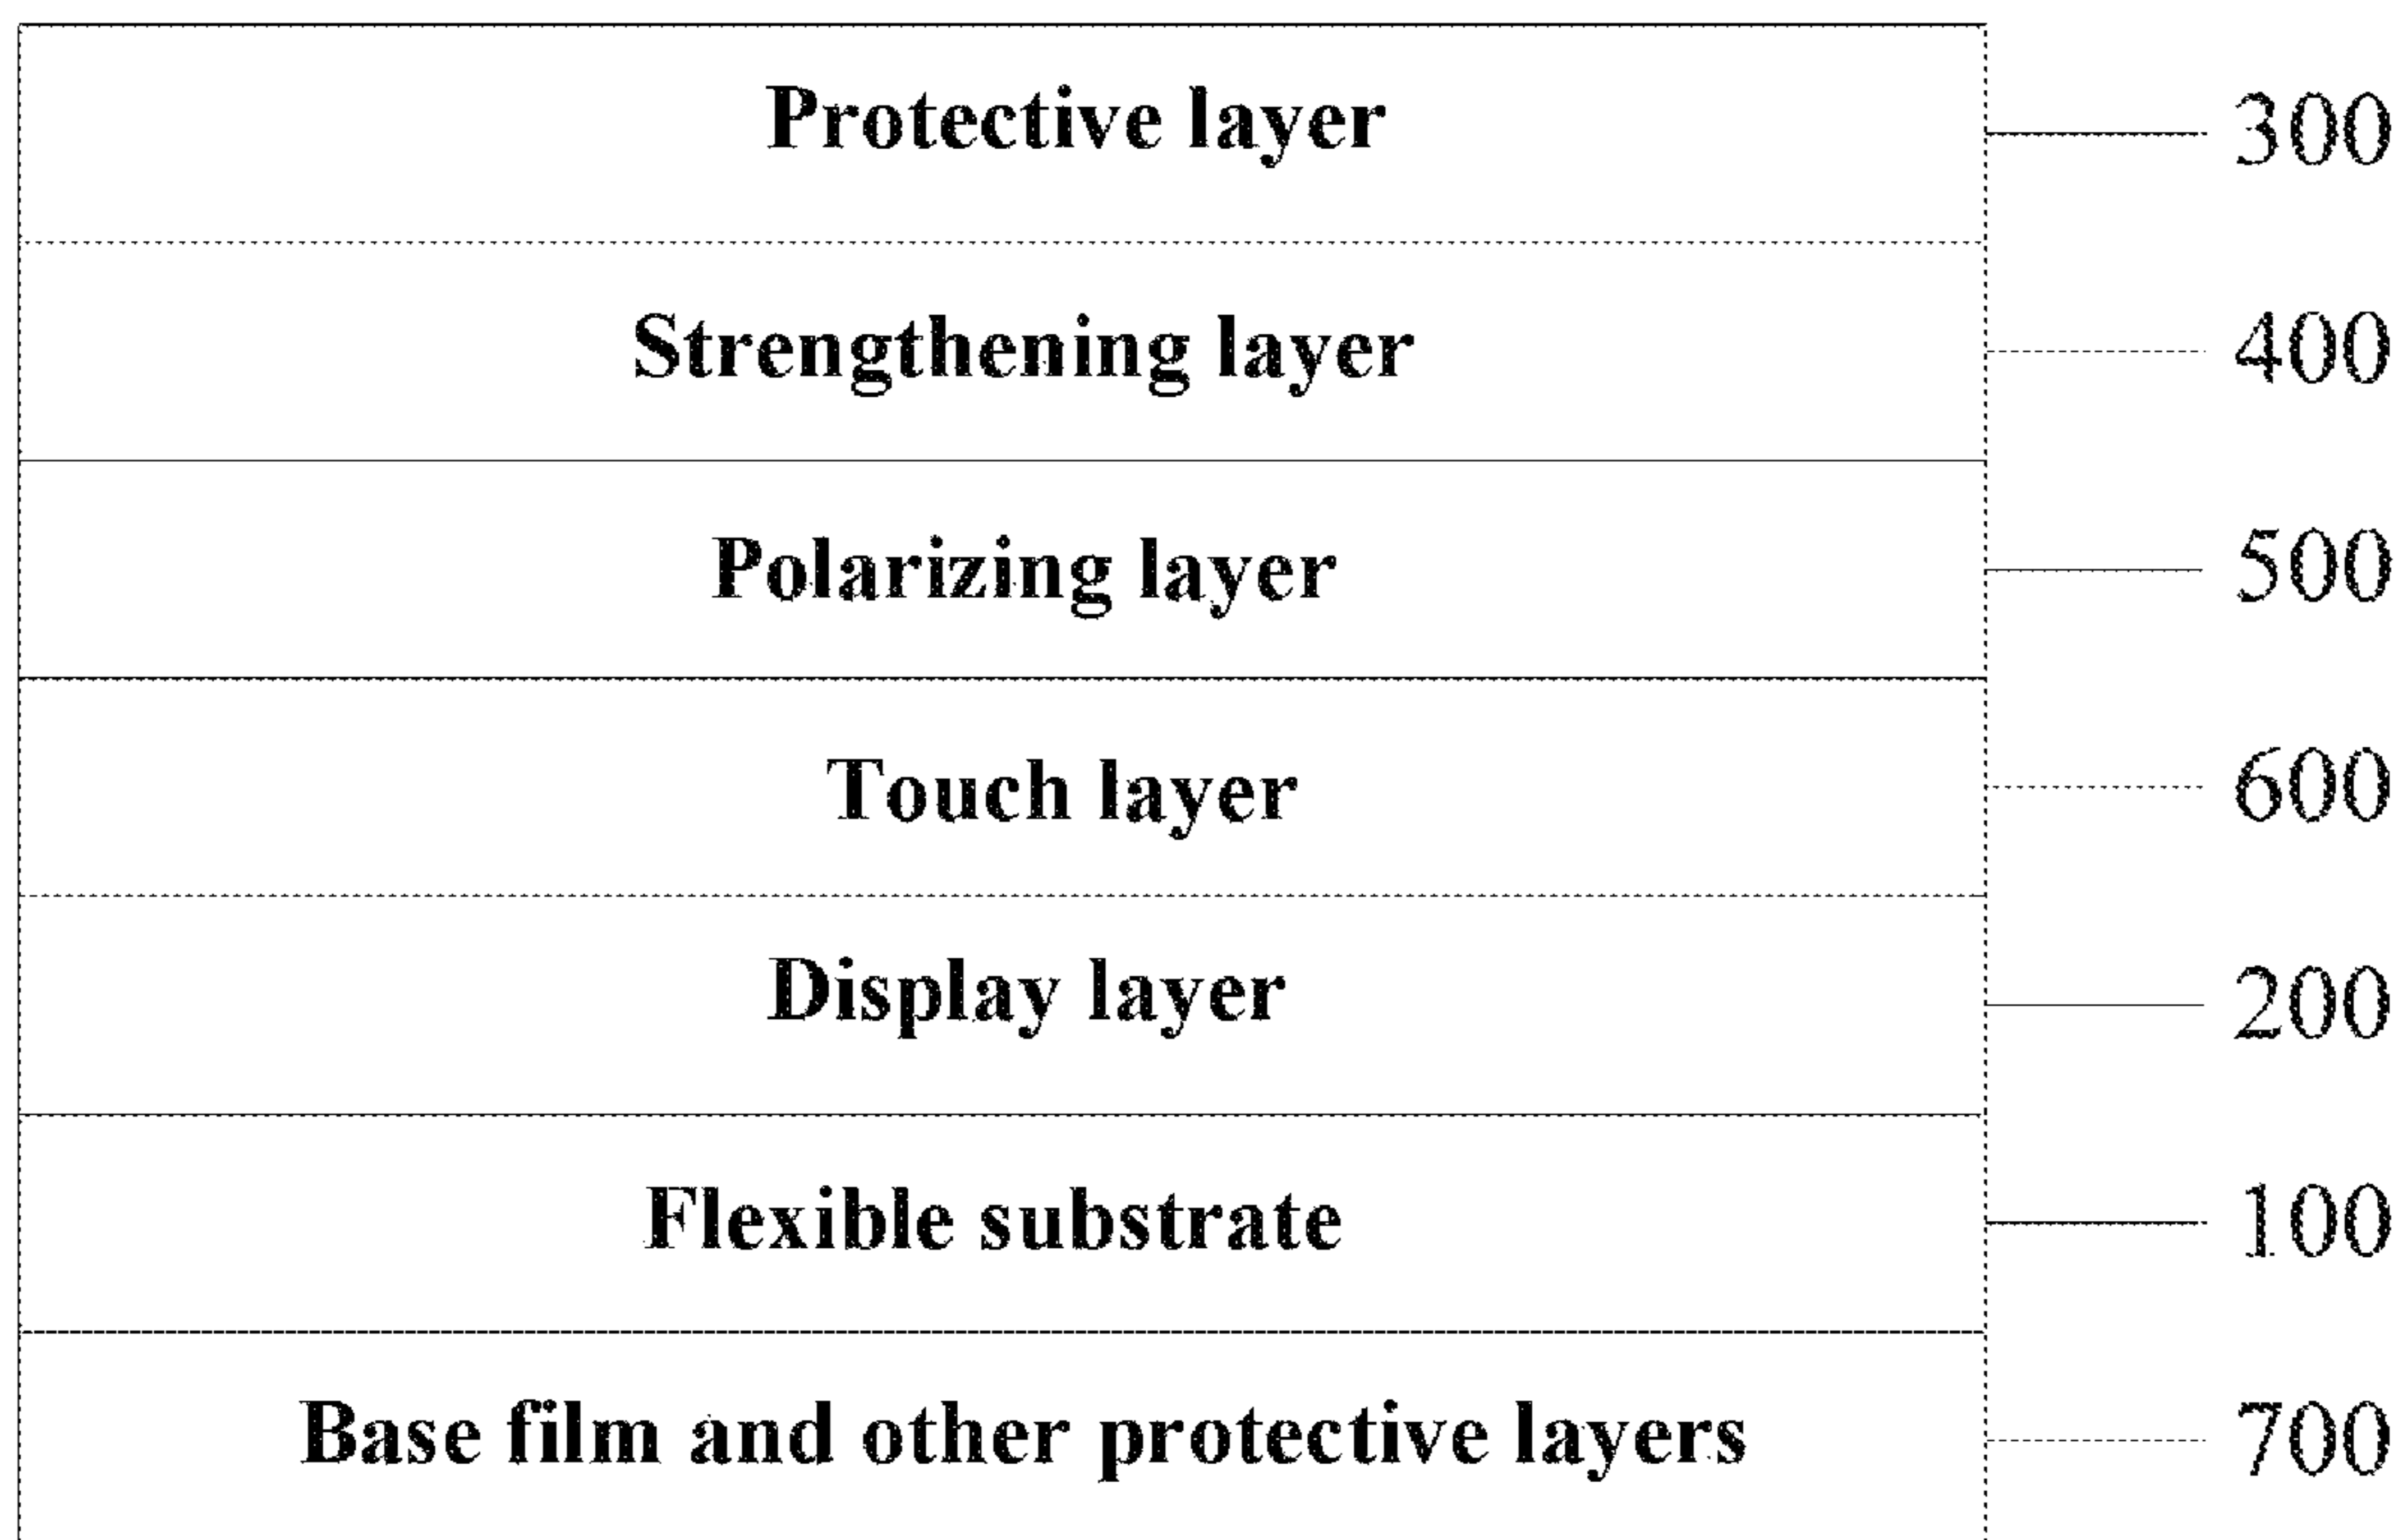 Protective layer 300
Strengthening layer 400
Polarizing layer 500
Touch layer 600
Display layer 200
Flexible substrate 100
Base film and other protective layers 700